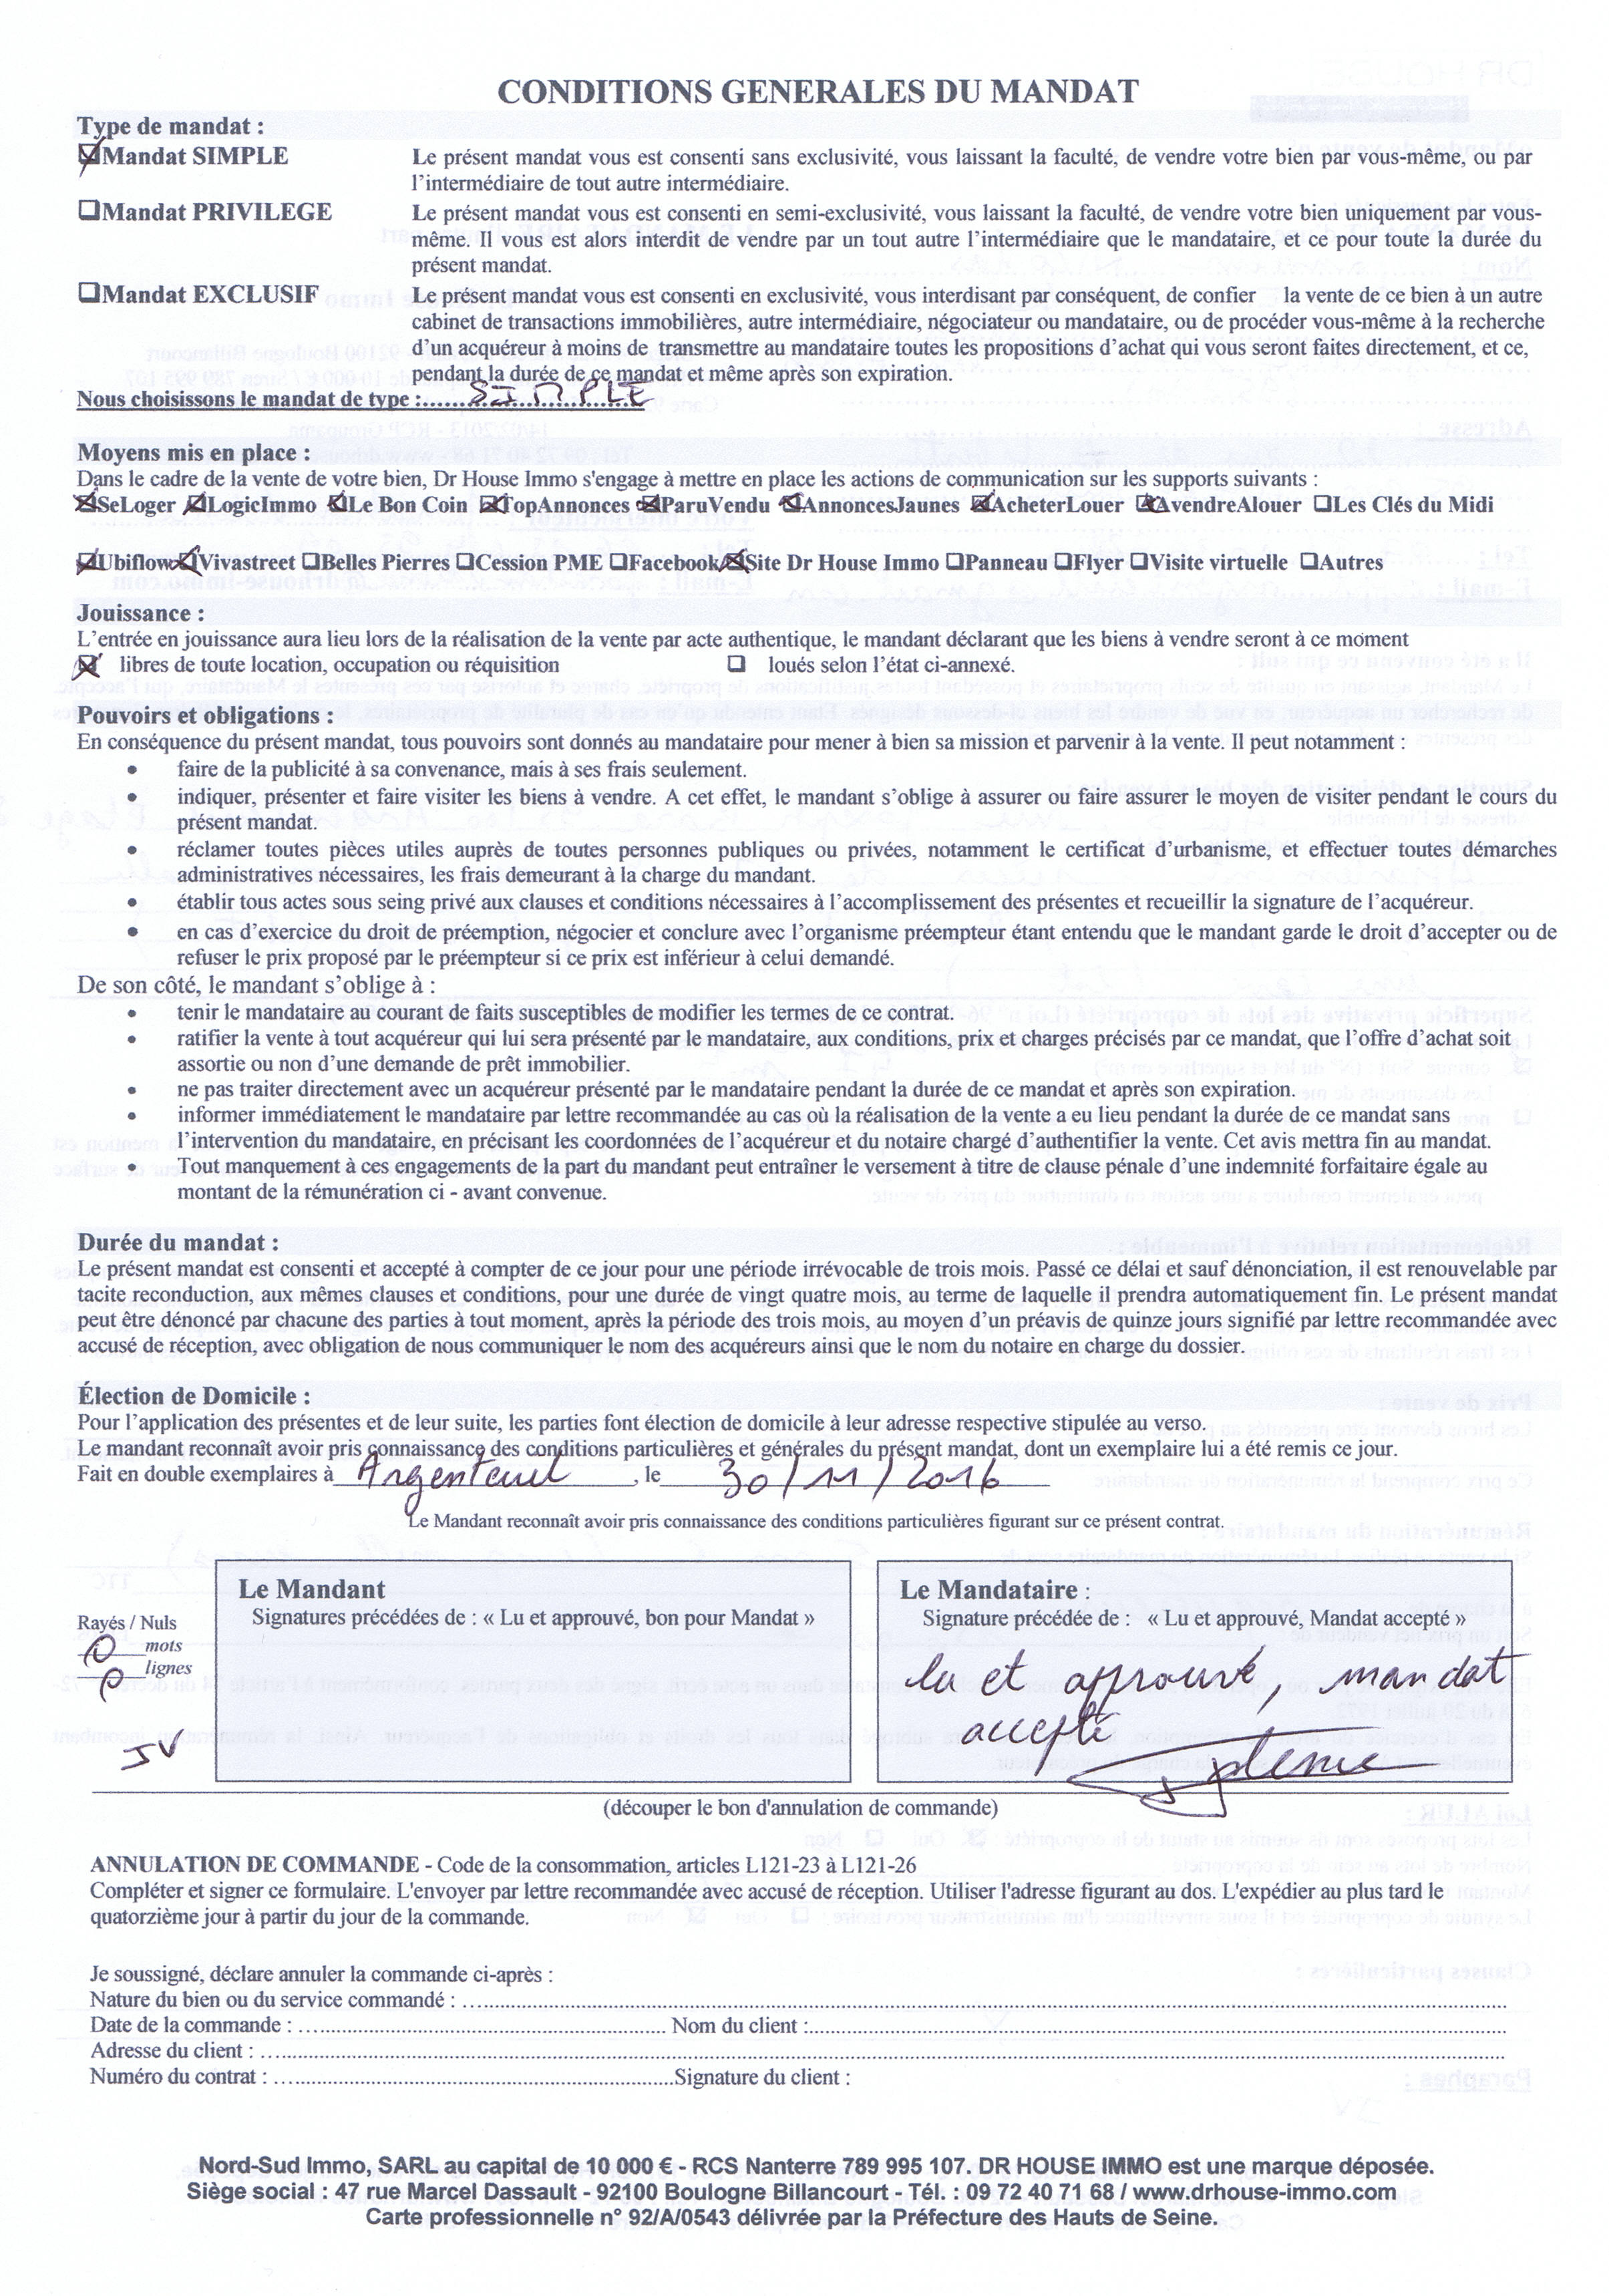 CONDITIONS GENERALES DU MANDAT
Type de mandat :
☒Mandat SIMPLE Le présent mandat vous est consenti sans exclusivité, vous laissant la faculté, de vendre votre bien par vous-même, ou par
l'intermédiaire de tout autre intermédiaire.
☐Mandat PRIVILEGE Le présent mandat vous est consenti en semi-exclusivité, vous laissant la faculté, de vendre votre bien uniquement par vous-
même. Il vous est alors interdit de vendre par un tout autre l'intermédiaire que le mandataire, et ce pour toute la durée du
présent mandat.
☐Mandat EXCLUSIF Le présent mandat vous est consenti en exclusivité, vous interdisant par conséquent, de confier la vente de ce bien à un autre
cabinet de transactions immobilières, autre intermédiaire, négociateur ou mandataire, ou de procéder vous-même à la recherche
d'un acquéreur à moins de transmettre au mandataire toutes les propositions d'achat qui vous seront faites directement, et ce,
pendant la durée de ce mandat et même après son expiration.
Nous choisissons le mandat de type : SIMPLE
Moyens mis en place :
Dans le cadre de la vente de votre bien, Dr House Immo s'engage à mettre en place les actions de communication sur les supports suivants :
☒SeLoger ☒LogicImmo ☒Le Bon Coin ☒TopAnnonces ☒ParuVendu ☒AnnoncesJaunes ☒AcheterLouer ☒AvendreAlouer ☐Les Clés du Midi
☒Ubiflow ☒Vivastreet ☐Belles Pierres ☐Cession PME ☐Facebook ☒Site Dr House Immo ☐Panneau ☐Flyer ☐Visite virtuelle ☐Autres
Jouissance :
L'entrée en jouissance aura lieu lors de la réalisation de la vente par acte authentique, le mandant déclarant que les biens à vendre seront à ce moment
☒ libres de toute location, occupation ou réquisition ☐ loués selon l'état ci-annexé.
Pouvoirs et obligations :
En conséquence du présent mandat, tous pouvoirs sont donnés au mandataire pour mener à bien sa mission et parvenir à la vente. Il peut notamment :
• faire de la publicité à sa convenance, mais à ses frais seulement.
• indiquer, présenter et faire visiter les biens à vendre. A cet effet, le mandant s'oblige à assurer ou faire assurer le moyen de visiter pendant le cours du
présent mandat.
• réclamer toutes pièces utiles auprès de toutes personnes publiques ou privées, notamment le certificat d'urbanisme, et effectuer toutes démarches
administratives nécessaires, les frais demeurant à la charge du mandant.
• établir tous actes sous seing privé aux clauses et conditions nécessaires à l'accomplissement des présentes et recueillir la signature de l'acquéreur.
• en cas d'exercice du droit de préemption, négocier et conclure avec l'organisme préempteur étant entendu que le mandant garde le droit d'accepter ou de
refuser le prix proposé par le préempteur si ce prix est inférieur à celui demandé.
De son côté, le mandant s'oblige à :
• tenir le mandataire au courant de faits susceptibles de modifier les termes de ce contrat.
• ratifier la vente à tout acquéreur qui lui sera présenté par le mandataire, aux conditions, prix et charges précisés par ce mandat, que l'offre d'achat soit
assortie ou non d'une demande de prêt immobilier.
• ne pas traiter directement avec un acquéreur présenté par le mandataire pendant la durée de ce mandat et après son expiration.
• informer immédiatement le mandataire par lettre recommandée au cas où la réalisation de la vente a eu lieu pendant la durée de ce mandat sans
l'intervention du mandataire, en précisant les coordonnées de l'acquéreur et du notaire chargé d'authentifier la vente. Cet avis mettra fin au mandat.
• Tout manquement à ces engagements de la part du mandant peut entraîner le versement à titre de clause pénale d'une indemnité forfaitaire égale au
montant de la rémunération ci - avant convenue.
Durée du mandat :
Le présent mandat est consenti et accepté à compter de ce jour pour une période irrévocable de trois mois. Passé ce délai et sauf dénonciation, il est renouvelable par
tacite reconduction, aux mêmes clauses et conditions, pour une durée de vingt quatre mois, au terme de laquelle il prendra automatiquement fin. Le présent mandat
peut être dénoncé par chacune des parties à tout moment, après la période des trois mois, au moyen d'un préavis de quinze jours signifié par lettre recommandée avec
accusé de réception, avec obligation de nous communiquer le nom des acquéreurs ainsi que le nom du notaire en charge du dossier.
Élection de Domicile :
Pour l'application des présentes et de leur suite, les parties font élection de domicile à leur adresse respective stipulée au verso.
Le mandant reconnaît avoir pris connaissance des conditions particulières et générales du présent mandat, dont un exemplaire lui a été remis ce jour.
Fait en double exemplaires à Argenteuil, le 30/11/2016
Le Mandant reconnaît avoir pris connaissance des conditions particulières figurant sur ce présent contrat.
Le Mandant
Signatures précédées de : « Lu et approuvé, bon pour Mandat »
Le Mandataire :
Signature précédée de : « Lu et approuvé, Mandat accepté »
lu et approuvé, mandat
accepté
Rayés / Nuls
0 mots
0 lignes
JV
(découper le bon d'annulation de commande)
ANNULATION DE COMMANDE - Code de la consommation, articles L121-23 à L121-26
Compléter et signer ce formulaire. L'envoyer par lettre recommandée avec accusé de réception. Utiliser l'adresse figurant au dos. L'expédier au plus tard le
quatorzième jour à partir du jour de la commande.
Je soussigné, déclare annuler la commande ci-après :
Nature du bien ou du service commandé :
Date de la commande : Nom du client :
Adresse du client :
Numéro du contrat : Signature du client :
Nord-Sud Immo, SARL au capital de 10 000 € - RCS Nanterre 789 995 107. DR HOUSE IMMO est une marque déposée.
Siège social : 47 rue Marcel Dassault - 92100 Boulogne Billancourt - Tél. : 09 72 40 71 68 / www.drhouse-immo.com
Carte professionnelle n° 92/A/0543 délivrée par la Préfecture des Hauts de Seine.